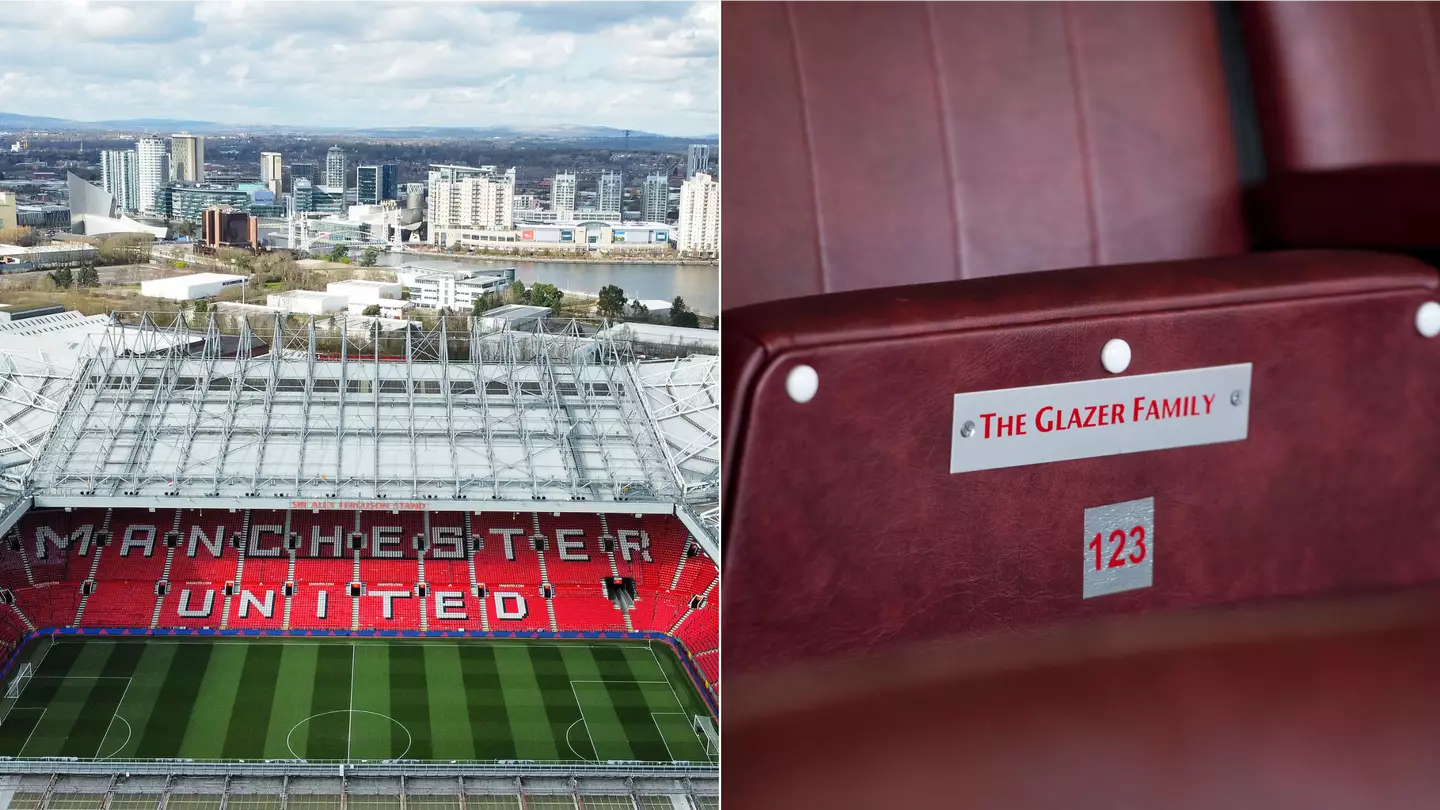 SIR ALEX FERGUSON STAND
MANCHESTER
UNITED
THE GLAZER FAMILY
123